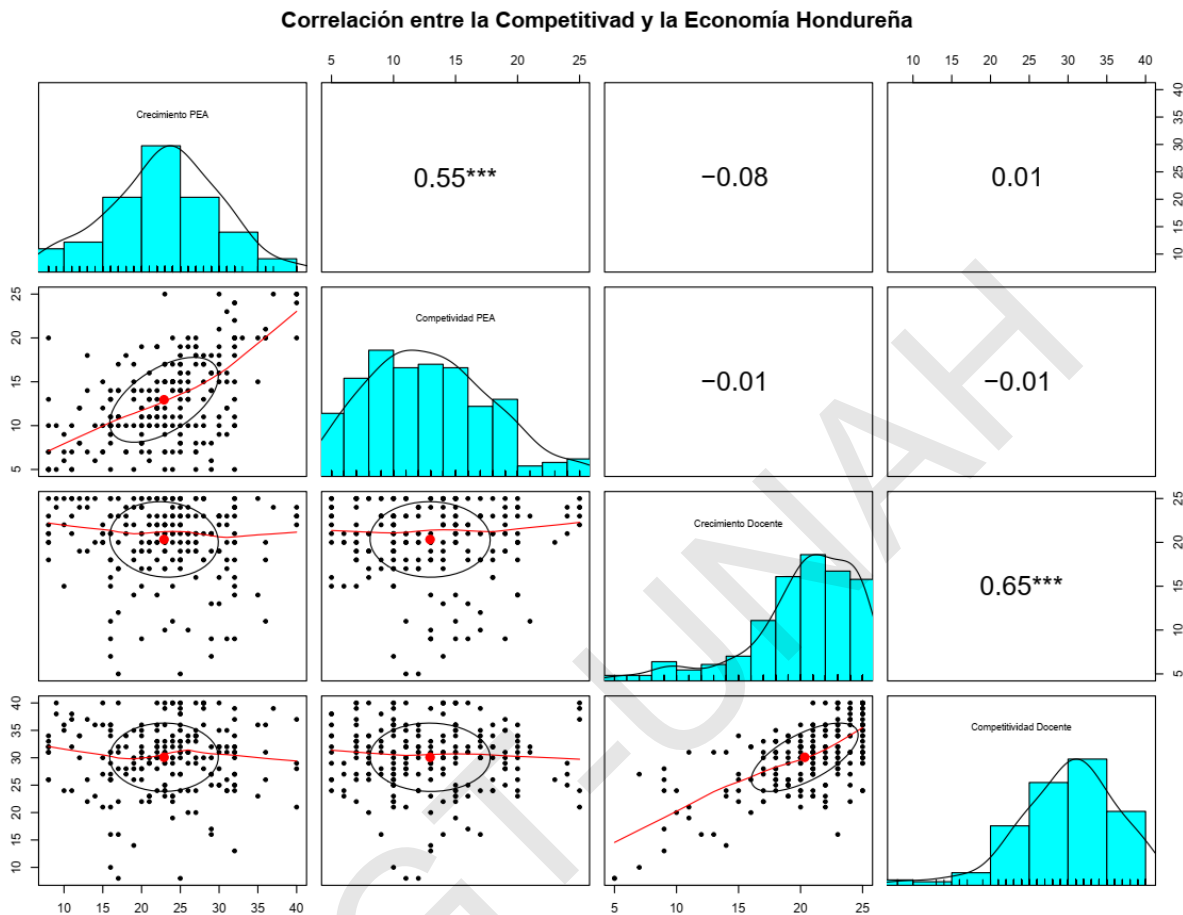 Correlación entre la Competitivad y la Economía Hondureña
5 10 15 20 25
10 15 20 25 30 35 40
Crecimiento PEA
0.55***
−0.08
0.01
10 15 20 25 30 35 40
5 10 15 20 25
Competividad PEA
−0.01
−0.01
Crecimiento Docente
0.65***
5 10 15 20 25
10 15 20 25 30 35 40
Competitividad Docente
10 15 20 25 30 35 40
5 10 15 20 25
GT-UNAH